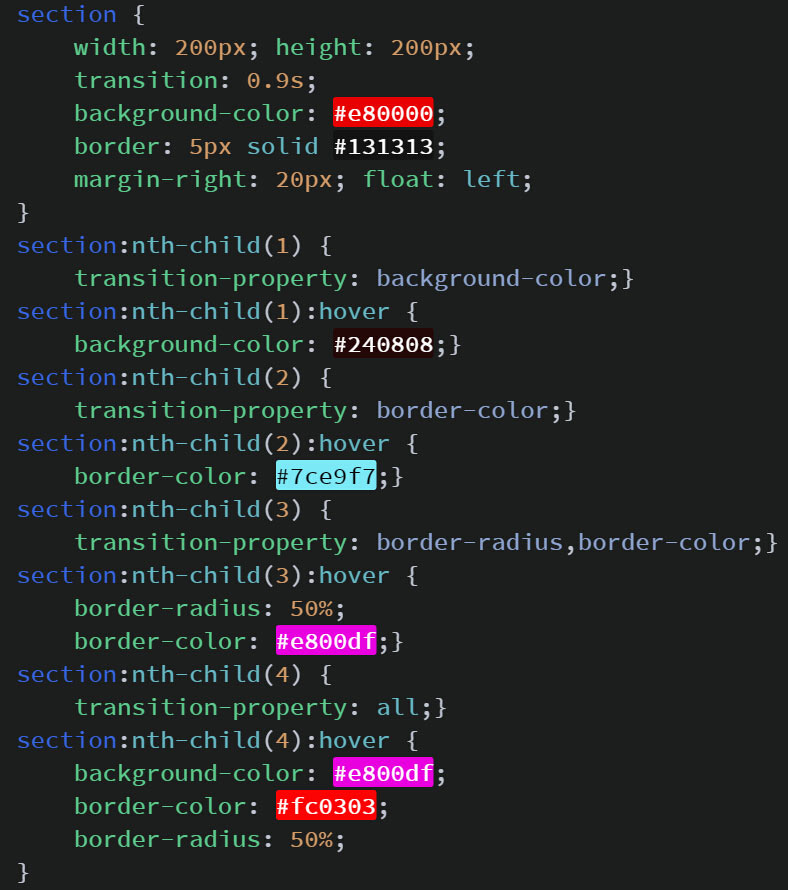 section {
    width: 200px; height: 200px;
    transition: 0.9s;
    background-color: #e80000;
    border: 5px solid #131313;
    margin-right: 20px; float: left;
}
section:nth-child(1) {
    transition-property: background-color;}
section:nth-child(1):hover {
    background-color: #240808;}
section:nth-child(2) {
    transition-property: border-color;}
section:nth-child(2):hover {
    border-color: #7ce9f7;}
section:nth-child(3) {
    transition-property: border-radius,border-color;}
section:nth-child(3):hover {
    border-radius: 50%;
    border-color: #e800df;}
section:nth-child(4) {
    transition-property: all;}
section:nth-child(4):hover {
    background-color: #e800df;
    border-color: #fc0303;
    border-radius: 50%;
}